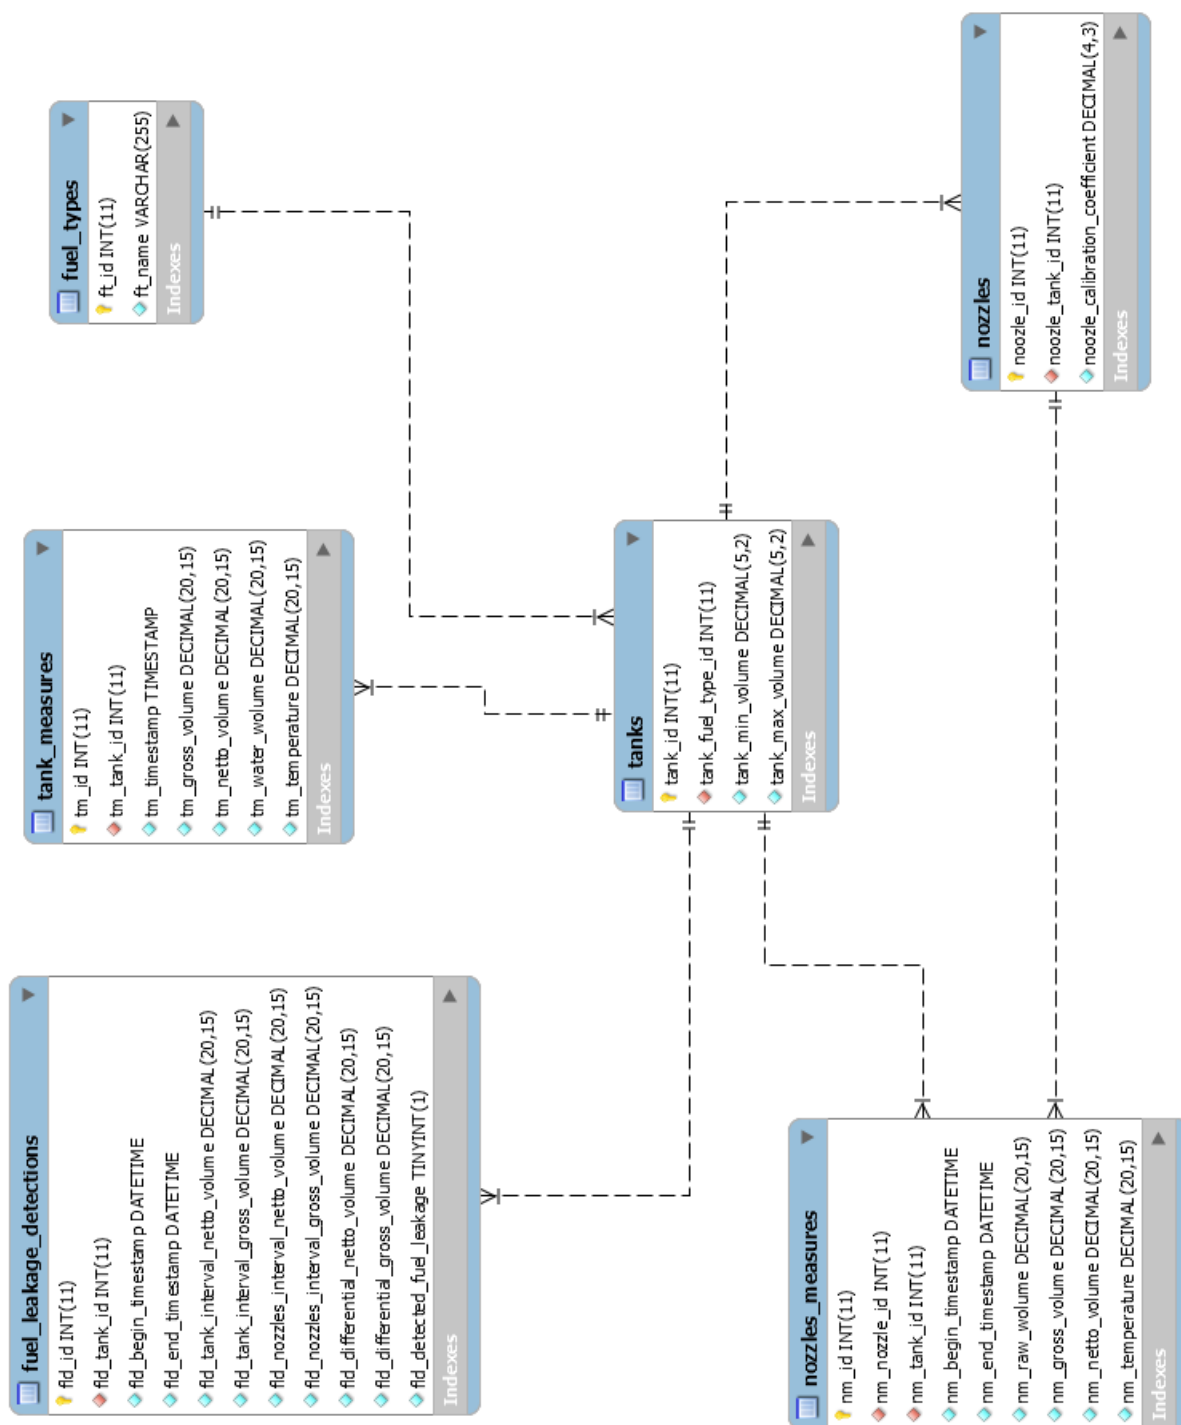 fuel_leakage_detections
fld_id INT(11)
fld_tank_id INT(11)
fld_begin_timestamp DATETIME
fld_end_timestamp DATETIME
fld_tank_interval_netto_volume DECIMAL(20,15)
fld_tank_interval_gross_volume DECIMAL(20,15)
fld_nozzles_interval_netto_volume DECIMAL(20,15)
fld_nozzles_interval_gross_volume DECIMAL(20,15)
fld_differential_netto_volume DECIMAL(20,15)
fld_differential_gross_volume DECIMAL(20,15)
fld_detected_fuel_leakage TINYINT(1)
Indexes
tank_measures
tm_id INT(11)
tm_tank_id INT(11)
tm_timestamp TIMESTAMP
tm_gross_volume DECIMAL(20,15)
tm_netto_volume DECIMAL(20,15)
tm_water_wolume DECIMAL(20,15)
tm_temperature DECIMAL(20,15)
Indexes
fuel_types
ft_id INT(11)
ft_name VARCHAR(255)
Indexes
tanks
tank_id INT(11)
tank_fuel_type_id INT(11)
tank_min_volume DECIMAL(5,2)
tank_max_volume DECIMAL(5,2)
Indexes
nozzles_measures
nm_id INT(11)
nm_nozzle_id INT(11)
nm_tank_id INT(11)
nm_begin_timestamp DATETIME
nm_end_timestamp DATETIME
nm_raw_wolume DECIMAL(20,15)
nm_gross_volume DECIMAL(20,15)
nm_netto_volume DECIMAL(20,15)
nm_temperature DECIMAL(20,15)
Indexes
nozzles
noozle_id INT(11)
noozle_tank_id INT(11)
noozle_calibration_coefficient DECIMAL(4,3)
Indexes